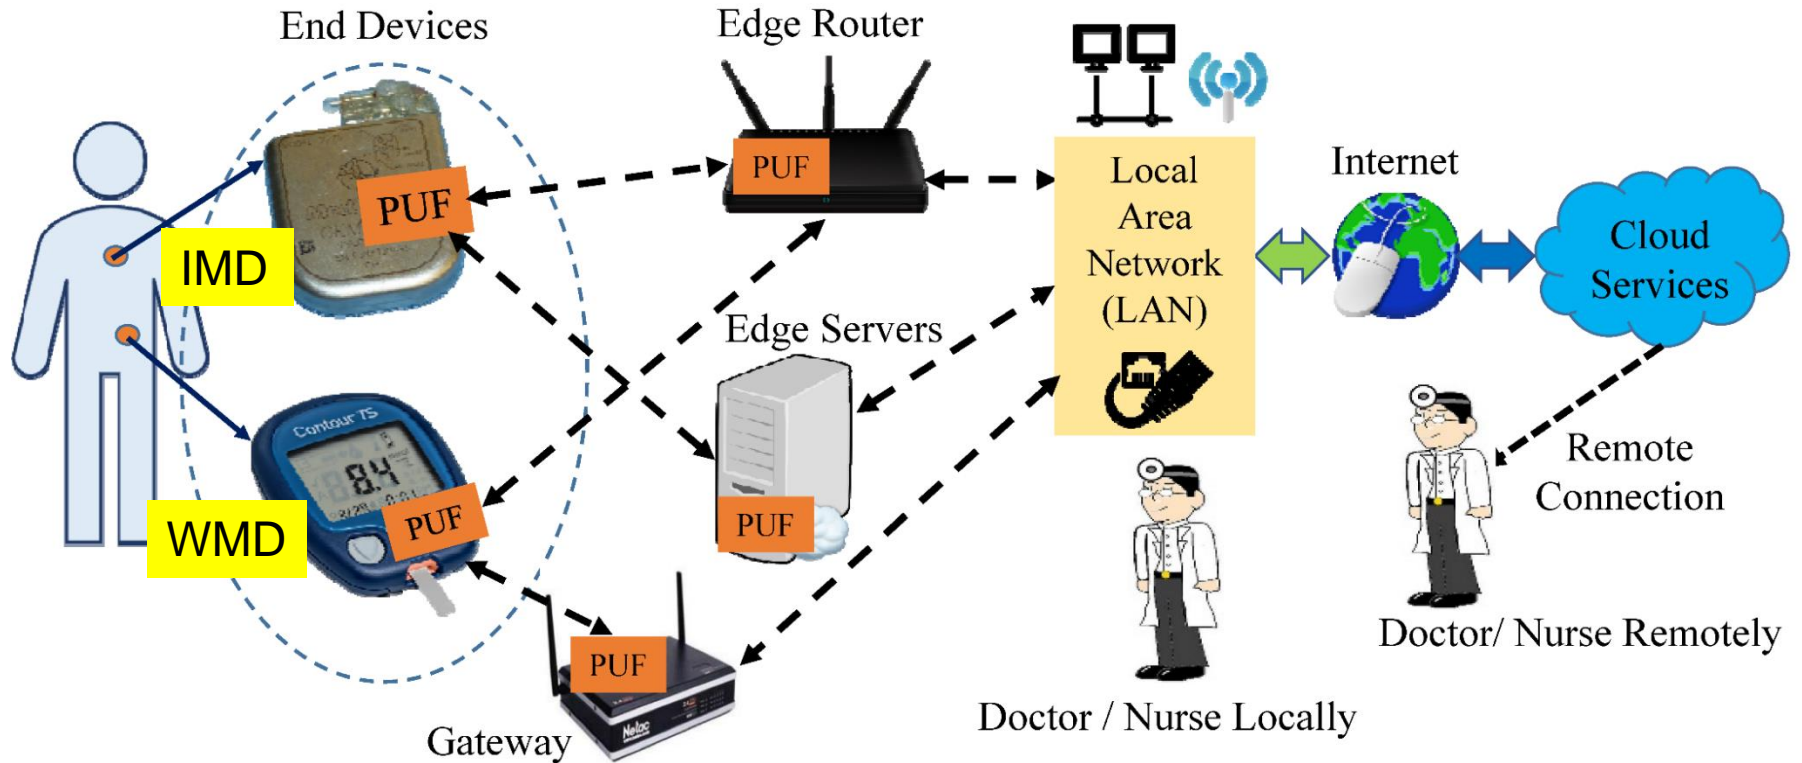 End Devices
Edge Router
PUF
PUF
IMD
Local
Area
Network
(LAN)
Internet
Cloud
Services
Edge Servers
Contour TS
8.4
PUF
WMD
PUF
Remote
Connection
PUF
Netac
Gateway
Doctor / Nurse Locally
Doctor/ Nurse Remotely